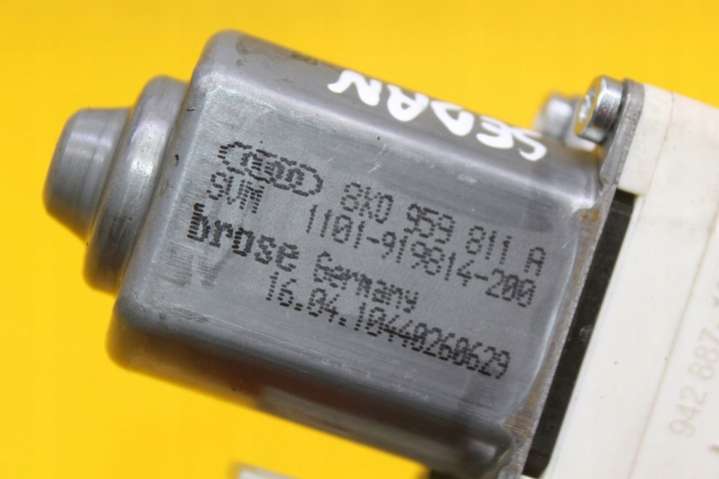 SEDAN
8K0 959 811 A
SVM 1101-919814-200
brose Germany
16.04.10440260629
942 887